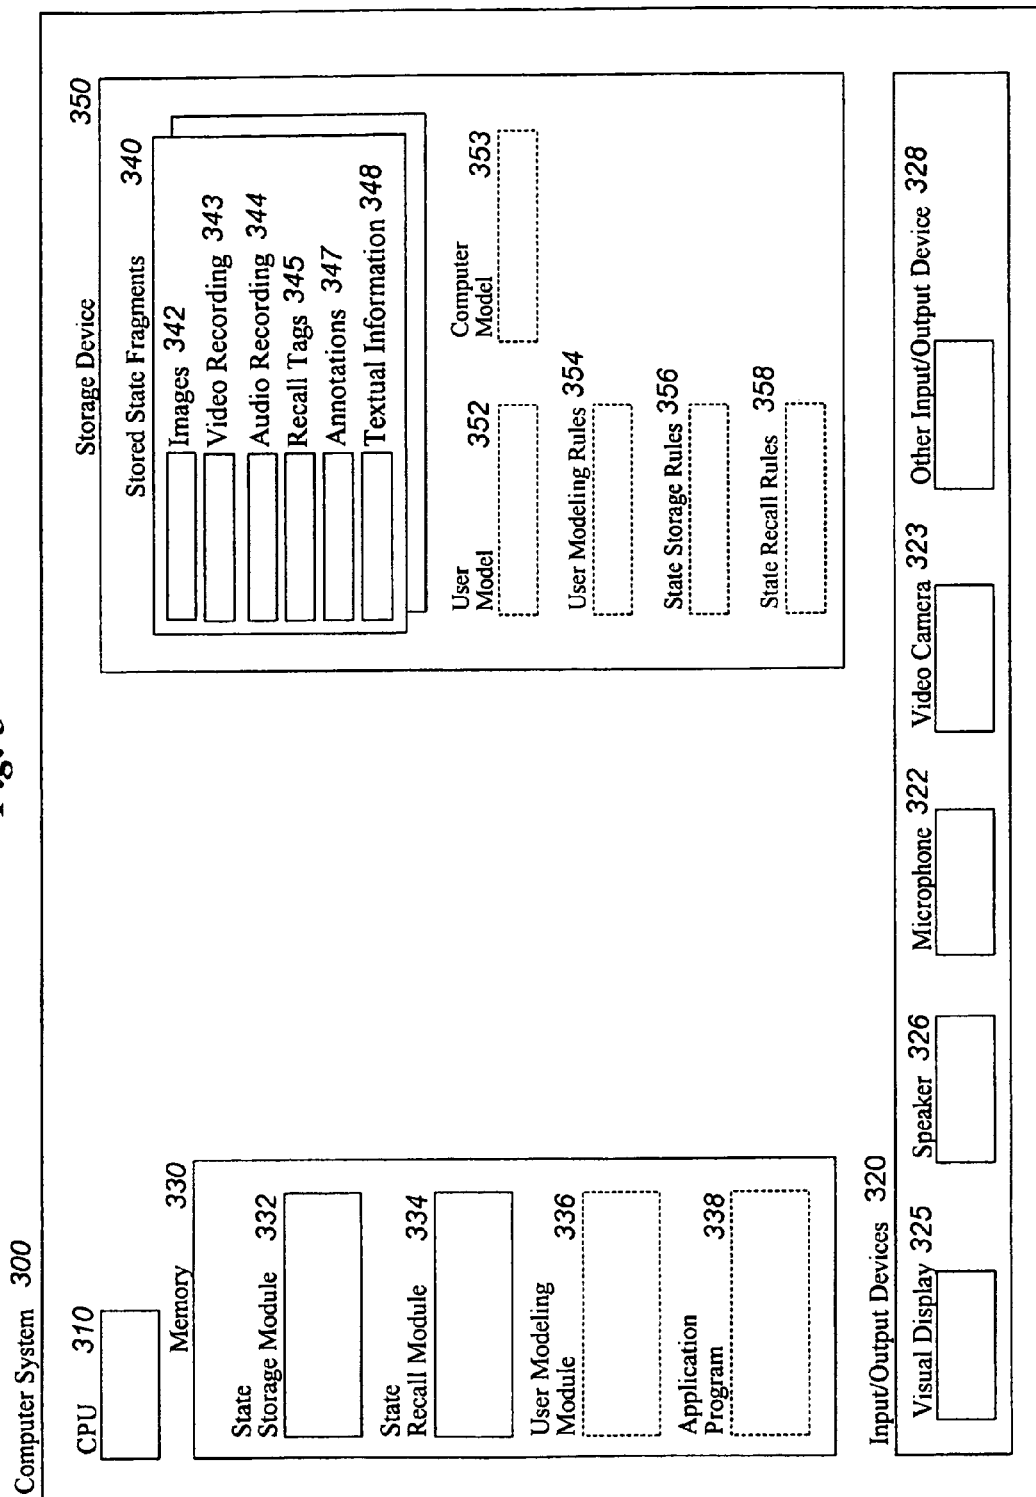 Fig. 3
Computer System 300
CPU 310
Memory 330
State
Storage Module 332
State
Recall Module 334
User Modeling
Module 336
Application
Program 338
Storage Device 350
Stored State Fragments 340
Images 342
Video Recording 343
Audio Recording 344
Recall Tags 345
Annotations 347
Textual Information 348
User
Model 352
Computer
Model 353
User Modeling Rules 354
State Storage Rules 356
State Recall Rules 358
Input/Output Devices 320
Visual Display 325
Speaker 326
Microphone 322
Video Camera 323
Other Input/Output Device 328